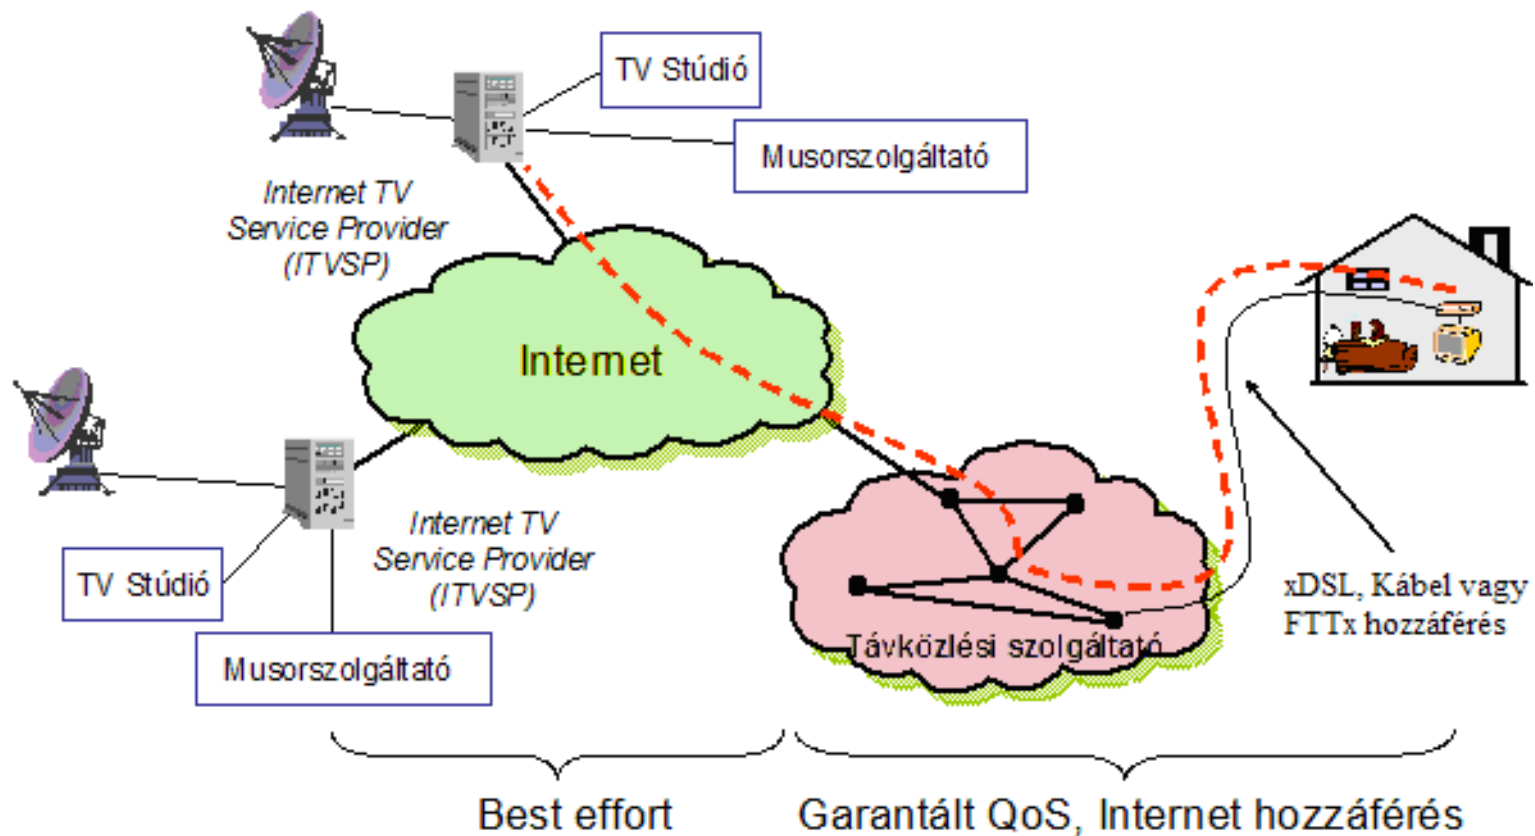 TV Stúdió
Musorszolgáltató
Internet TV
Service Provider
(ITVSP)
Internet
Internet TV
Service Provider
(ITVSP)
TV Stúdió
Musorszolgáltató
Távközlési szolgáltató
xDSL, Kábel vagy
FTTx hozzáférés
Best effort
Garantált QoS, Internet hozzáférés